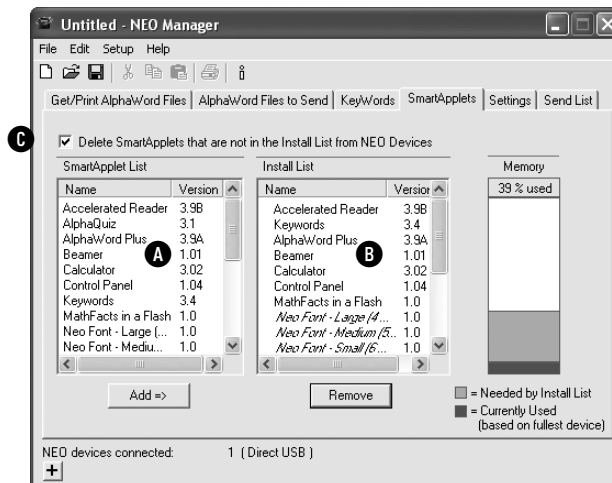 Untitled - NEO Manager
File Edit Setup Help
Get/Print AlphaWord Files AlphaWord Files to Send KeyWords SmartApplets Settings Send List
C
Delete SmartApplets that are not in the Install List from NEO Devices
SmartApplet List
Name Version
Accelerated Reader 3.9B
AlphaQuiz 3.1
AlphaWord Plus 3.9A
Beamer 1.01
Calculator 3.02
Control Panel 1.04
Keywords 3.4
MathFacts in a Flash 1.0
Neo Font - Large (... 1.0
Neo Font - Mediu... 1.0
A
Add =>
Install List
Name Version
Accelerated Reader 3.9B
Keywords 3.4
AlphaWord Plus 3.9A
Beamer 1.01
Calculator 3.02
Control Panel 1.04
MathFacts in a Flash 1.0
Neo Font - Large (4... 1.0
Neo Font - Medium (5... 1.0
Neo Font - Small (6 ... 1.0
B
Remove
Memory
39 % used
= Needed by Install List
= Currently Used
(based on fullest device)
NEO devices connected: 1 ( Direct USB )